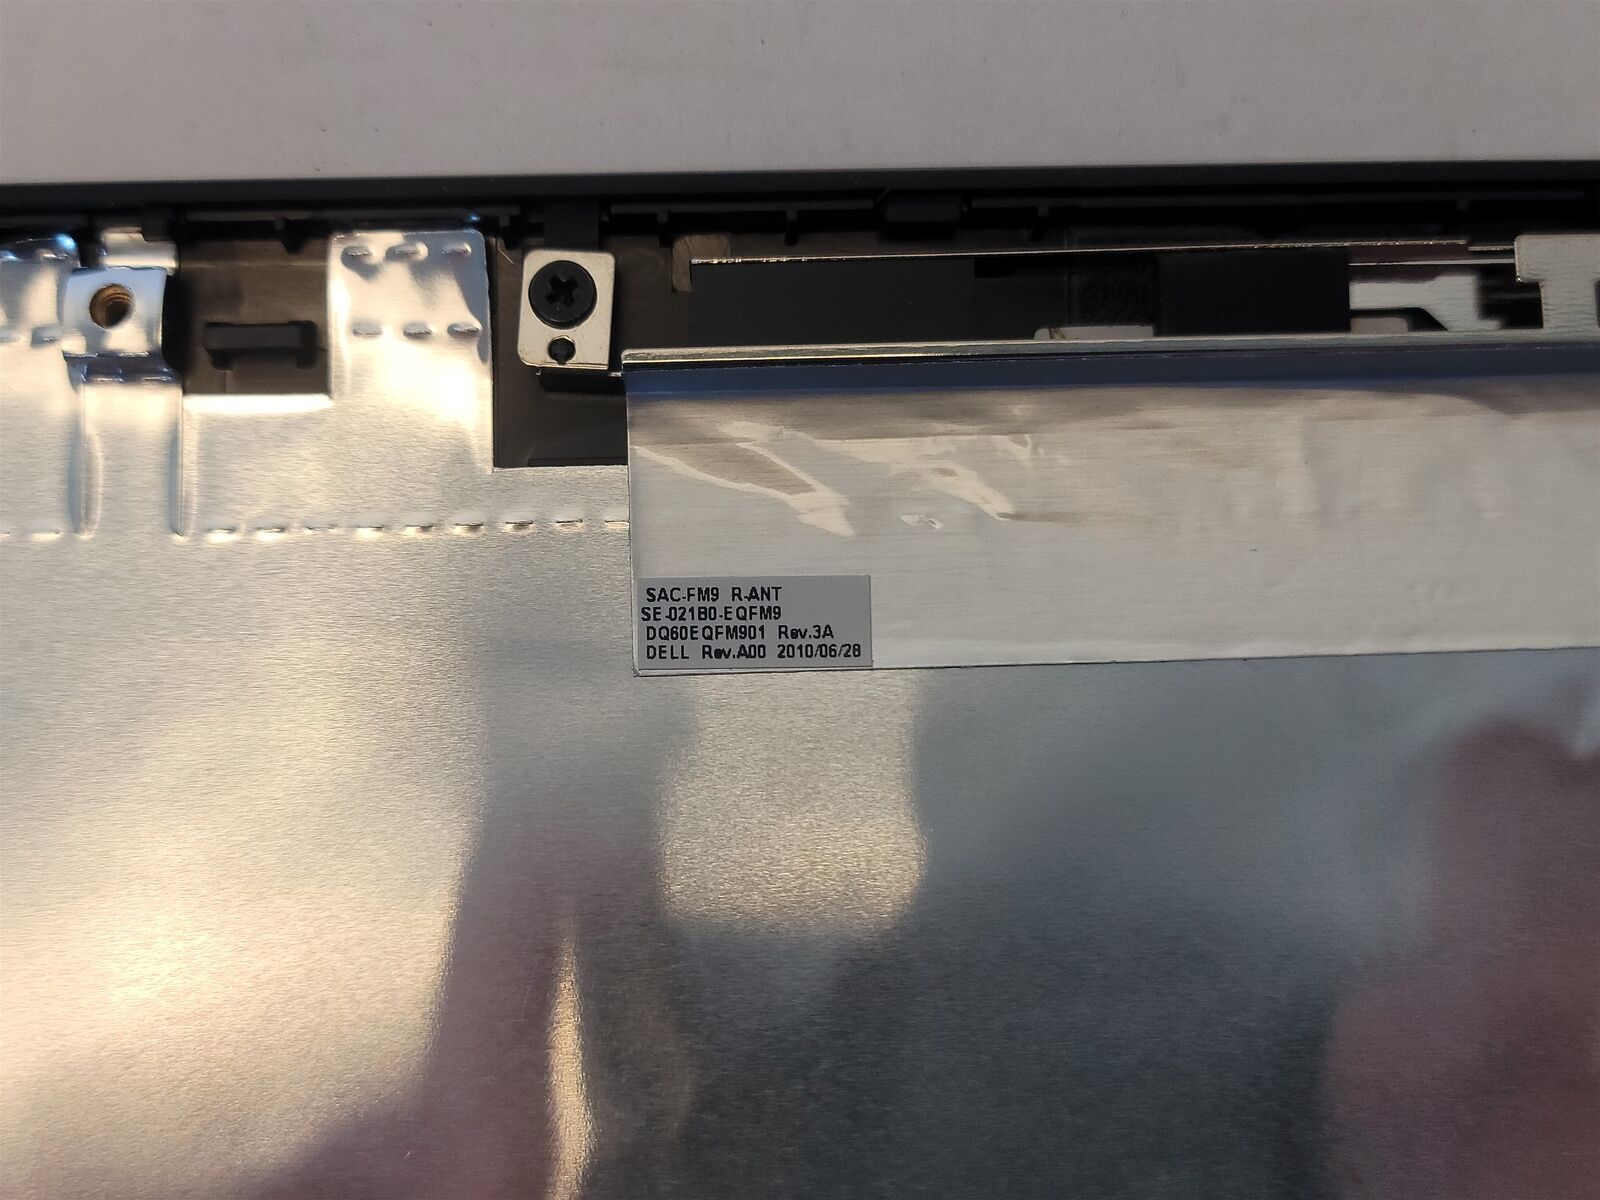 SAC-FM9 R-ANT
SE-021B0-EQFM9
DQ60EQFM901 Rev.3A
DELL Rev.A00 2010/06/28